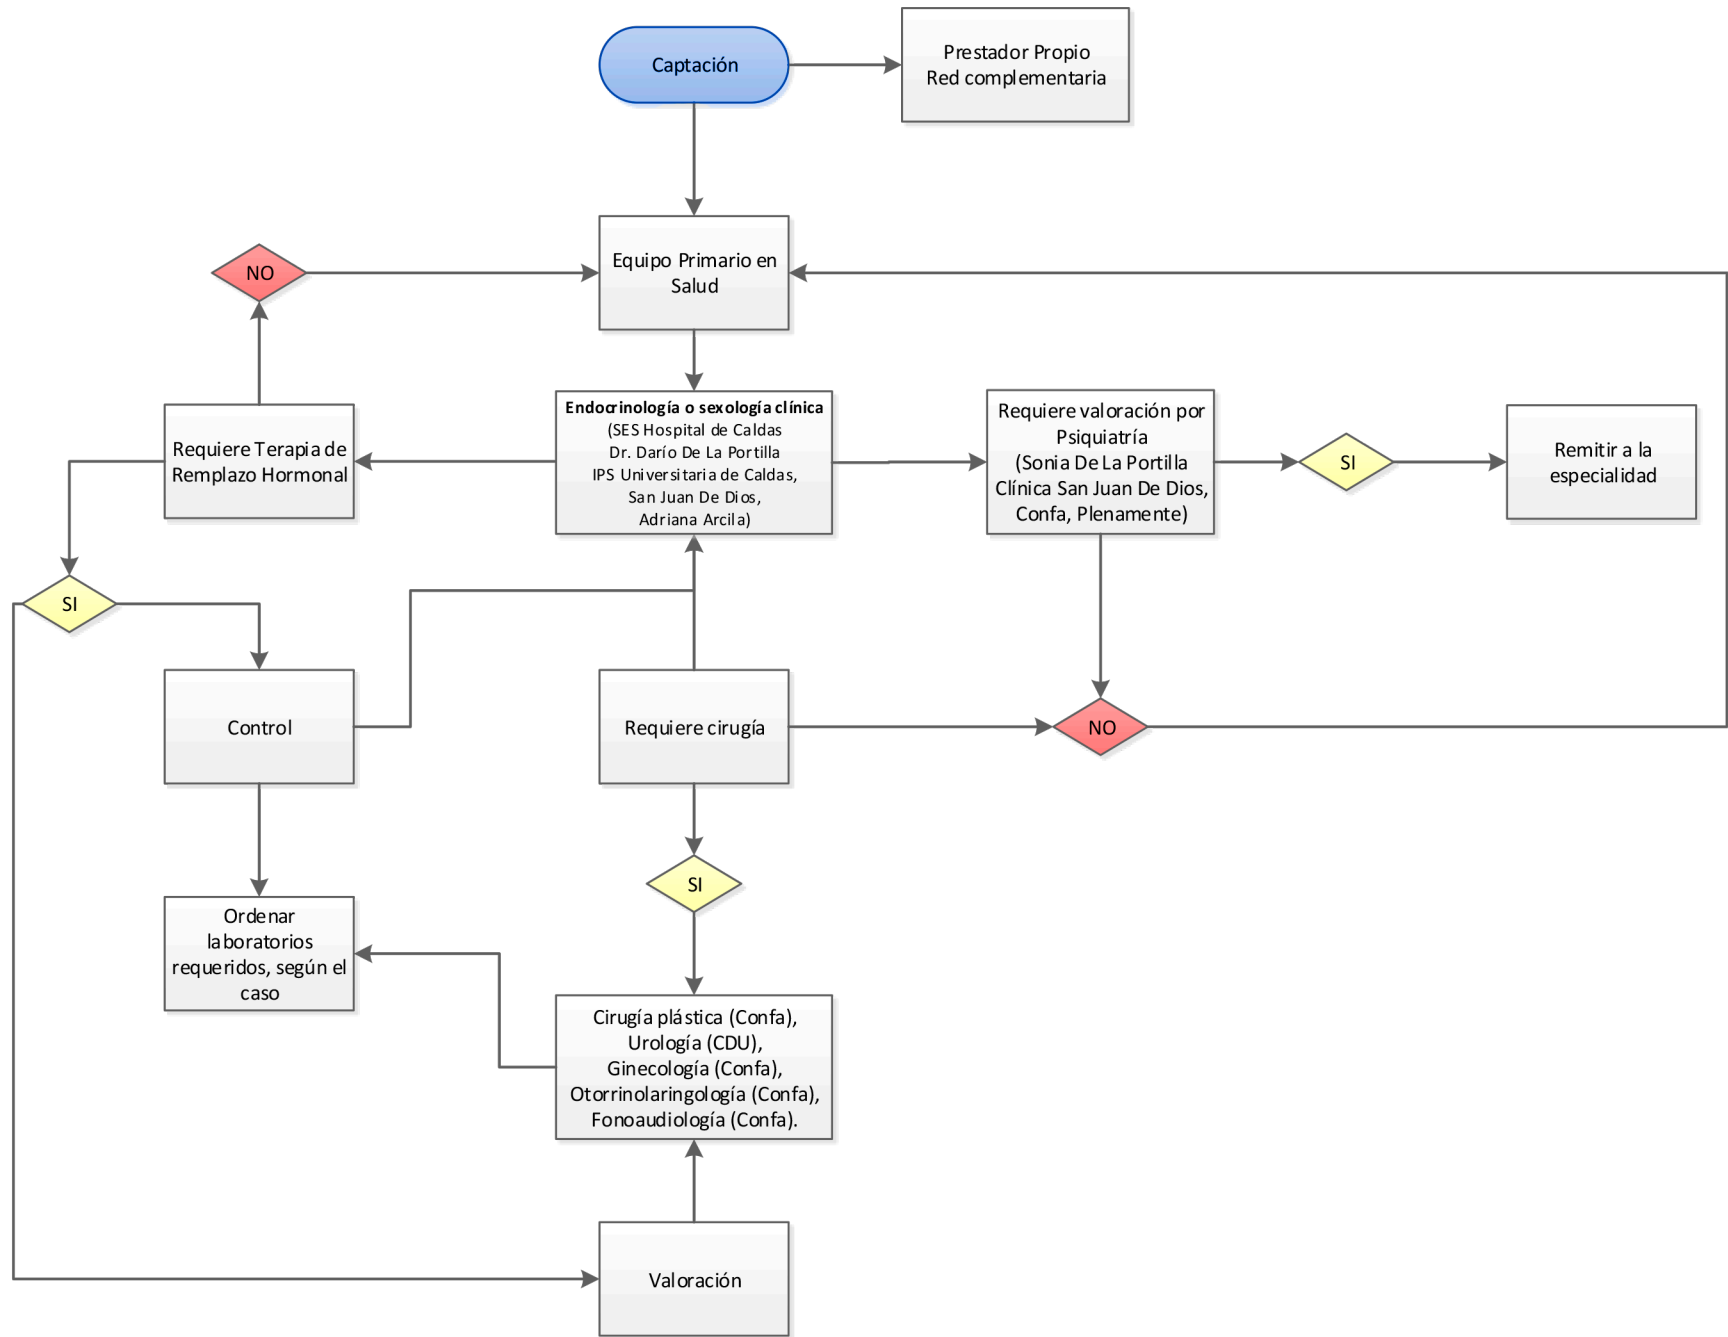 Captación
Prestador Propio
Red complementaria
Equipo Primario en
Salud
NO
Endocrinología o sexología clínica
(SES Hospital de Caldas
Dr. Darío De La Portilla
IPS Universitaria de Caldas,
San Juan De Dios,
Adriana Arcila)
Requiere Terapia de
Remplazo Hormonal
Requiere valoración por
Psiquiatría
(Sonia De La Portilla
Clínica San Juan De Dios,
Confa, Plenamente)
SI
Remitir a la
especialidad
SI
Control
Requiere cirugía
NO
SI
Ordenar
laboratorios
requeridos, según el
caso
Cirugía plástica (Confa),
Urología (CDU),
Ginecología (Confa),
Otorrinolaringología (Confa),
Fonoaudiología (Confa).
Valoración